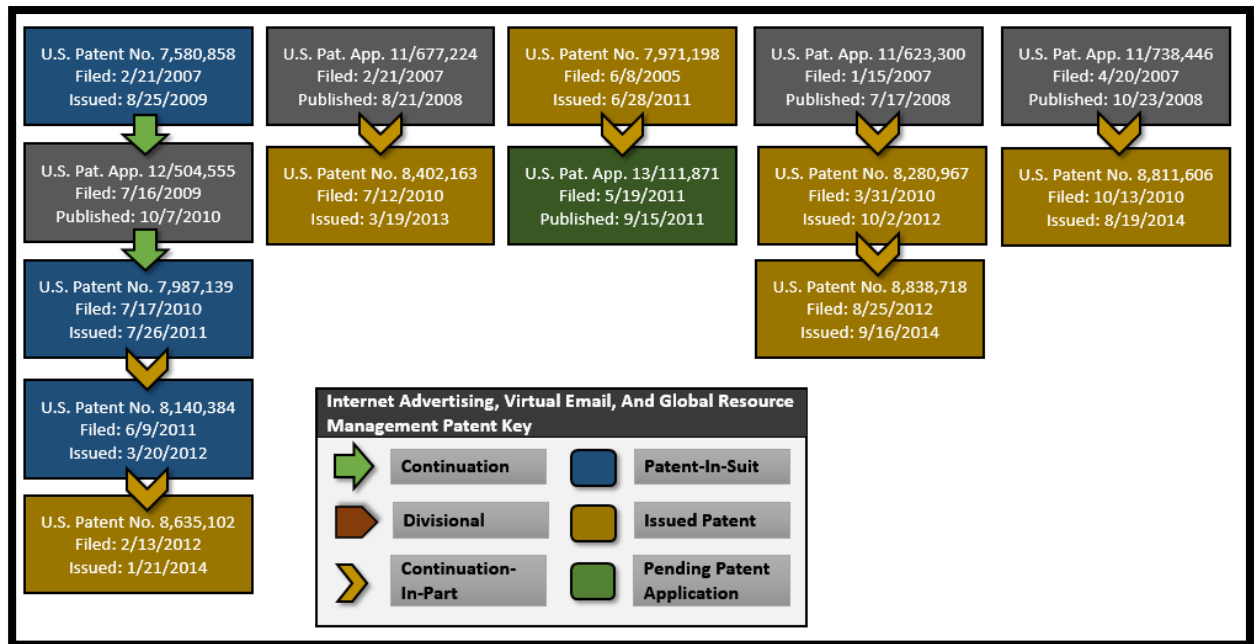 U.S. Patent No. 7,580,858
Filed: 2/21/2007
Issued: 8/25/2009
U.S. Pat. App. 12/504,555
Filed: 7/16/2009
Published: 10/7/2010
U.S. Patent No. 7,987,139
Filed: 7/17/2010
Issued: 7/26/2011
U.S. Patent No. 8,140,384
Filed: 6/9/2011
Issued: 3/20/2012
U.S. Patent No. 8,635,102
Filed: 2/13/2012
Issued: 1/21/2014
U.S. Pat. App. 11/677,224
Filed: 2/21/2007
Published: 8/21/2008
U.S. Patent No. 8,402,163
Filed: 7/12/2010
Issued: 3/19/2013
U.S. Patent No. 7,971,198
Filed: 6/8/2005
Issued: 6/28/2011
U.S. Pat. App. 13/111,871
Filed: 5/19/2011
Published: 9/15/2011
U.S. Pat. App. 11/623,300
Filed: 1/15/2007
Published: 7/17/2008
U.S. Patent No. 8,280,967
Filed: 3/31/2010
Issued: 10/2/2012
U.S. Patent No. 8,838,718
Filed: 8/25/2012
Issued: 9/16/2014
U.S. Pat. App. 11/738,446
Filed: 4/20/2007
Published: 10/23/2008
U.S. Patent No. 8,811,606
Filed: 10/13/2010
Issued: 8/19/2014
Internet Advertising, Virtual Email, And Global Resource
Management Patent Key
Continuation
Patent-In-Suit
Divisional
Issued Patent
Continuation-
In-Part
Pending Patent
Application